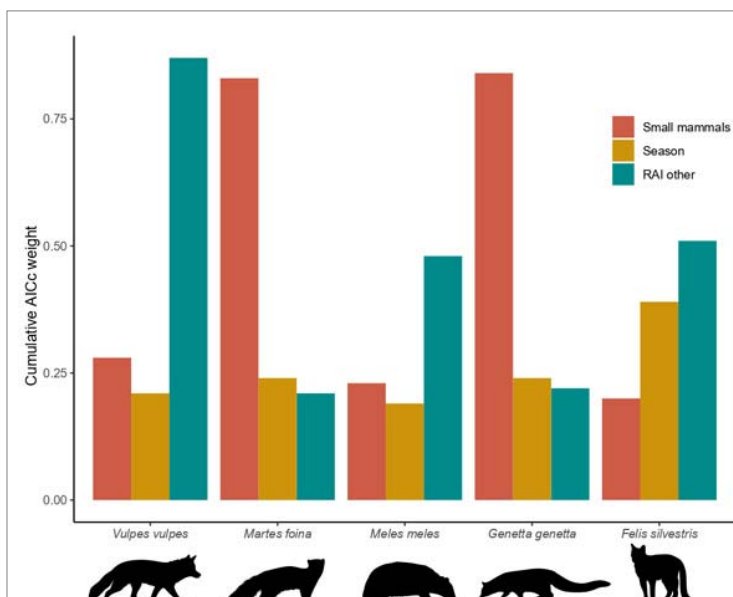 0.75
0.50
0.25
0.00
Cumulative AICc weight
Small mammals
Season
RAI other
Vulpes vulpes Martes foina Meles meles Genetta genetta Felis silvestris